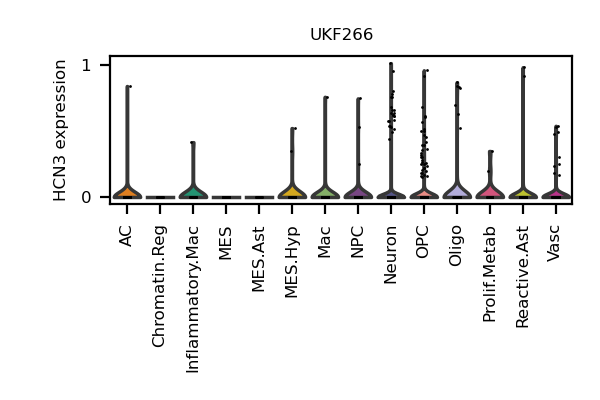 UKF266
HCN3 expression
1
0
AC
Chromatin.Reg
Inflammatory.Mac
MES
MES.Ast
MES.Hyp
Mac
NPC
Neuron
OPC
Oligo
Prolif.Metab
Reactive.Ast
Vasc